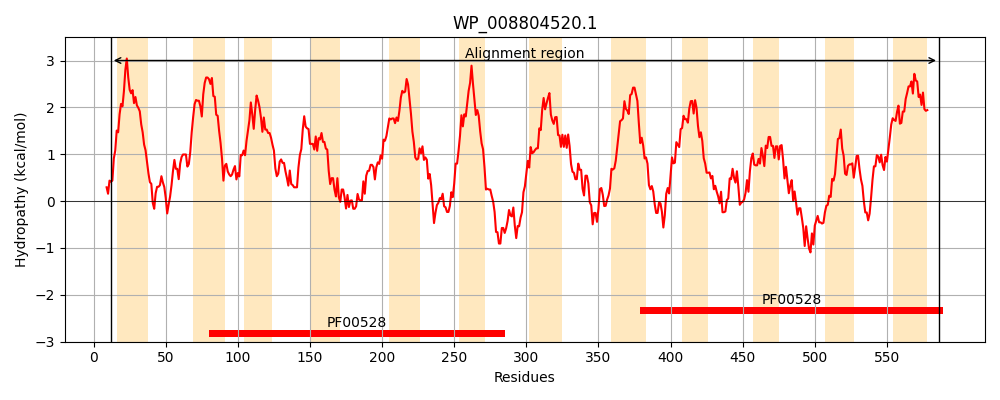 WP_008804520.1
Hydropathy (kcal/mol)
3
2
1
0
−1
−2
−3
Alignment region
PF00528
PF00528
0 50 100 150 200 250 300 350 400 450 500 550
Residues